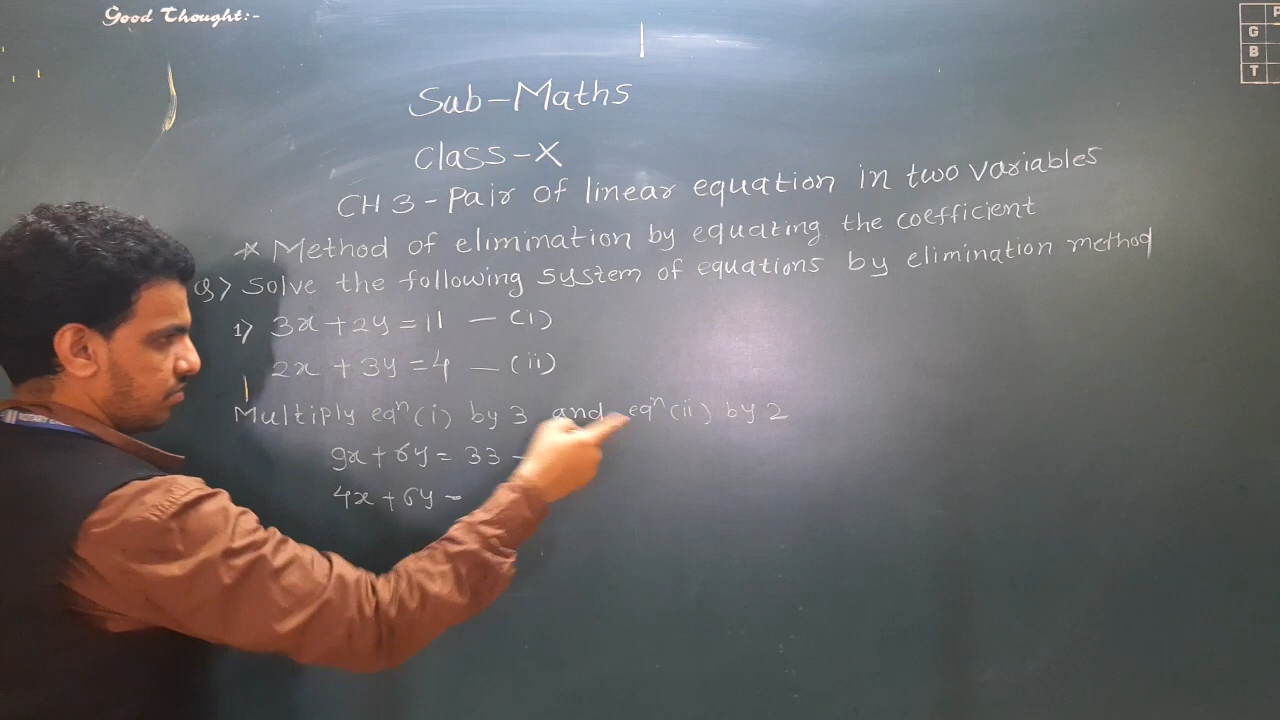 Good Thought:-
P
G
B
T
Sub-Maths
Class-X
CH 3-Pair of linear equation in two variables
* Method of elimination by equating the coefficient
Q> Solve the following system of equations by elimination method
1) 3x+2y=11 — (i)
2x + 3y=4 — (ii)
Multiply eqⁿ(i) by 3 and eqⁿ(ii) by 2
9x+6y= 33 -
4x+6y =